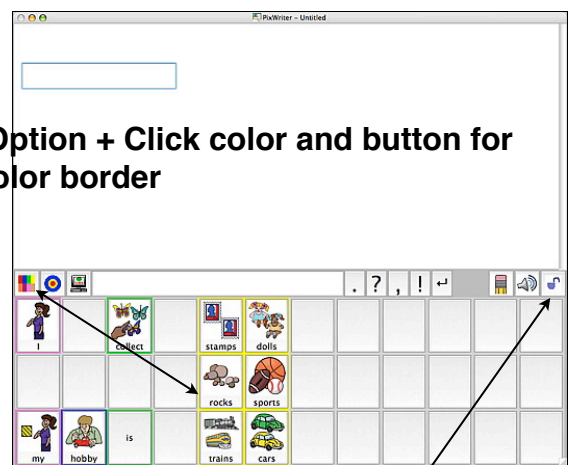 PixWriter – Untitled
Option + Click color and button for
color border
. ? , ! ↵
I collect stamps dolls
rocks sports
my hobby is trains cars